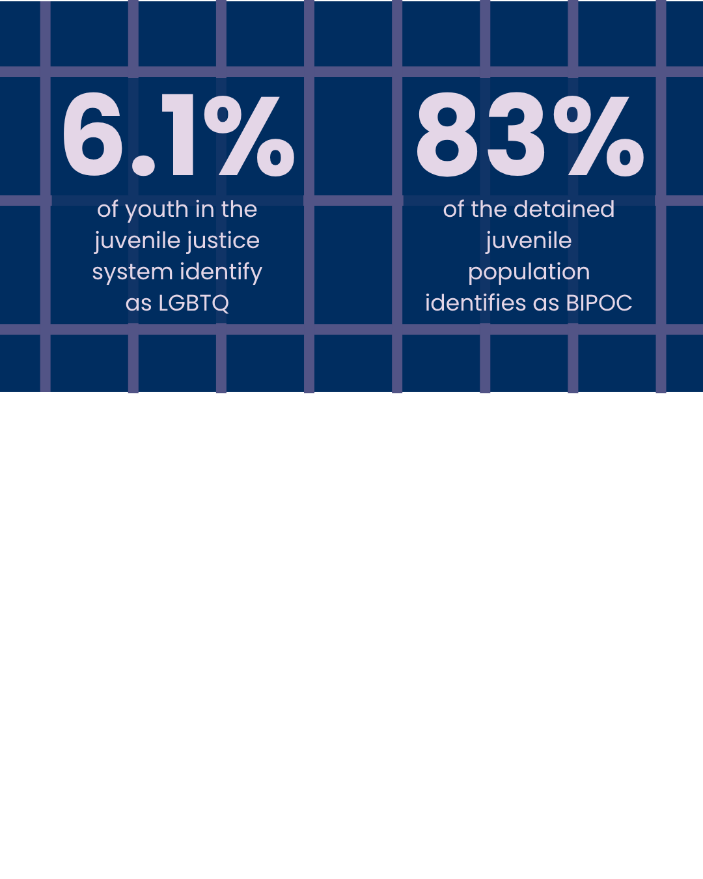 6.1%
of youth in the
juvenile justice
system identify
as LGBTQ
83%
of the detained
juvenile
population
identifies as BIPOC